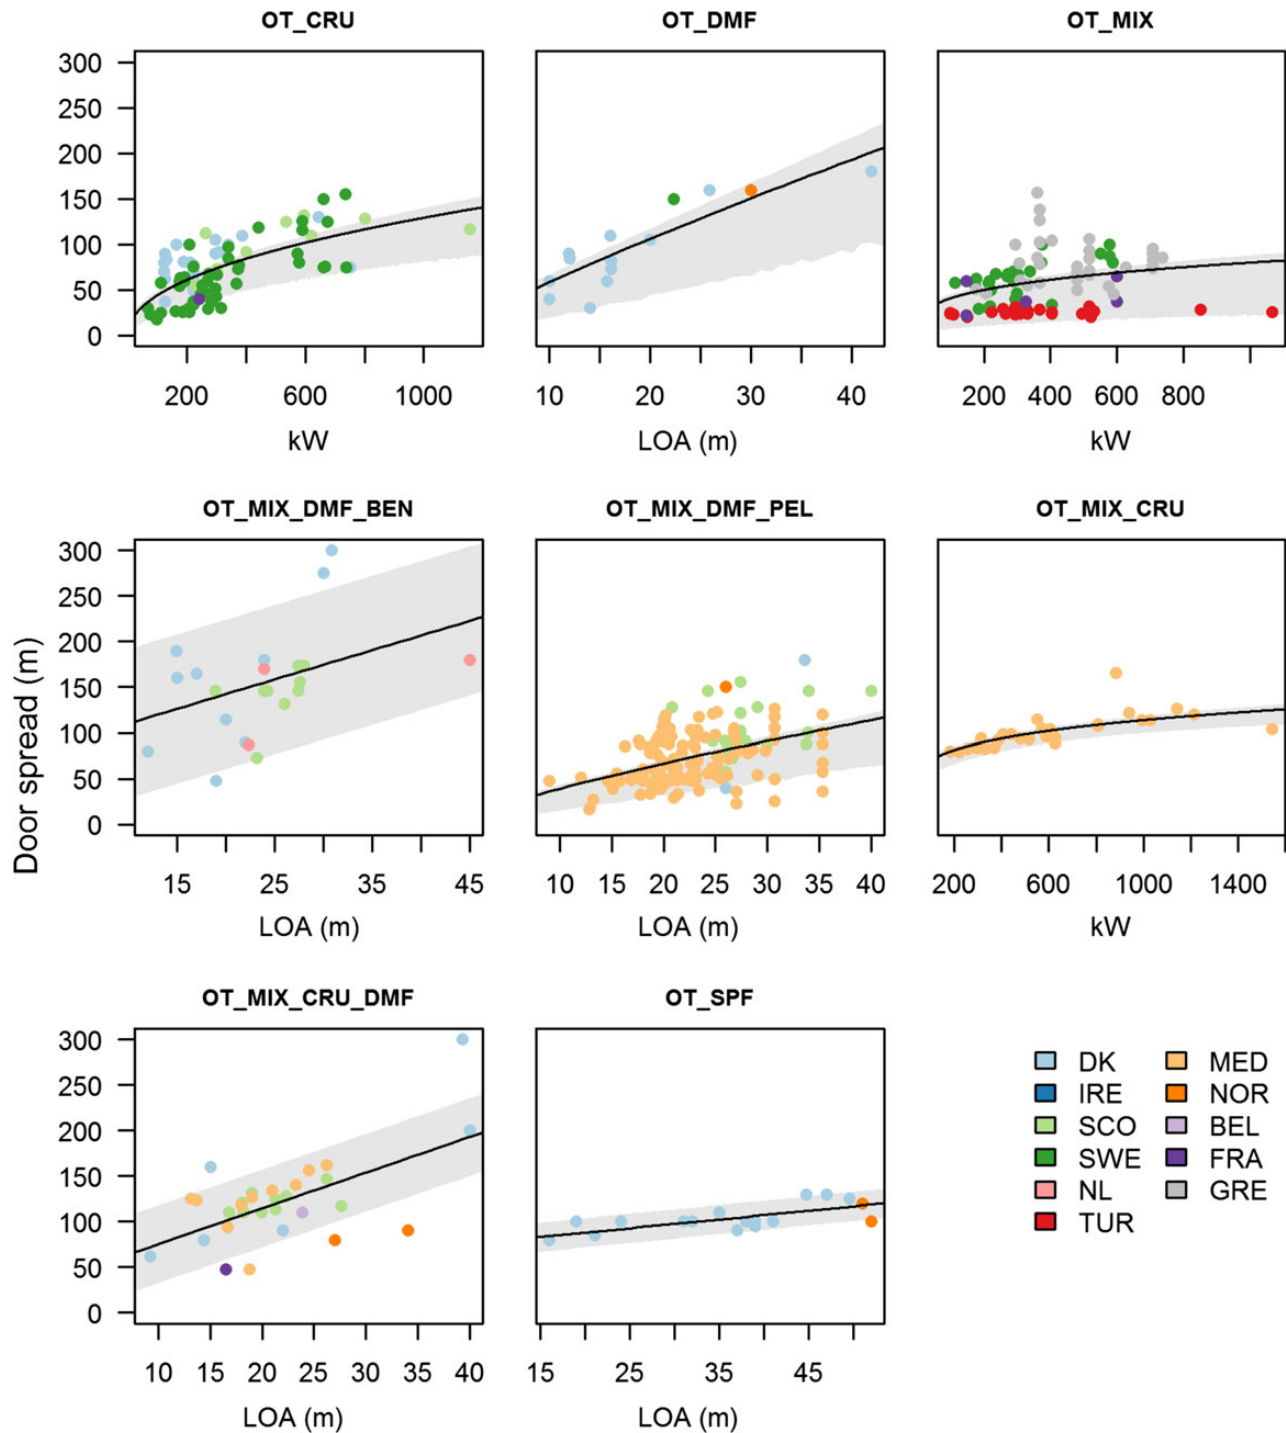 OT_CRU OT_DMF OT_MIX
300
250
200
150
100
50
0
200 600 1000 10 20 30 40 200 400 600 800
kW LOA (m) kW
OT_MIX_DMF_BEN OT_MIX_DMF_PEL OT_MIX_CRU
Door spread (m)
300
250
200
150
100
50
0
15 25 35 45 10 15 20 25 30 35 40 200 600 1000 1400
LOA (m) LOA (m) kW
OT_MIX_CRU_DMF OT_SPF
300
250
200
150
100
50
0
10 15 20 25 30 35 40 15 25 35 45
LOA (m) LOA (m)
DK MED
IRE NOR
SCO BEL
SWE FRA
NL GRE
TUR